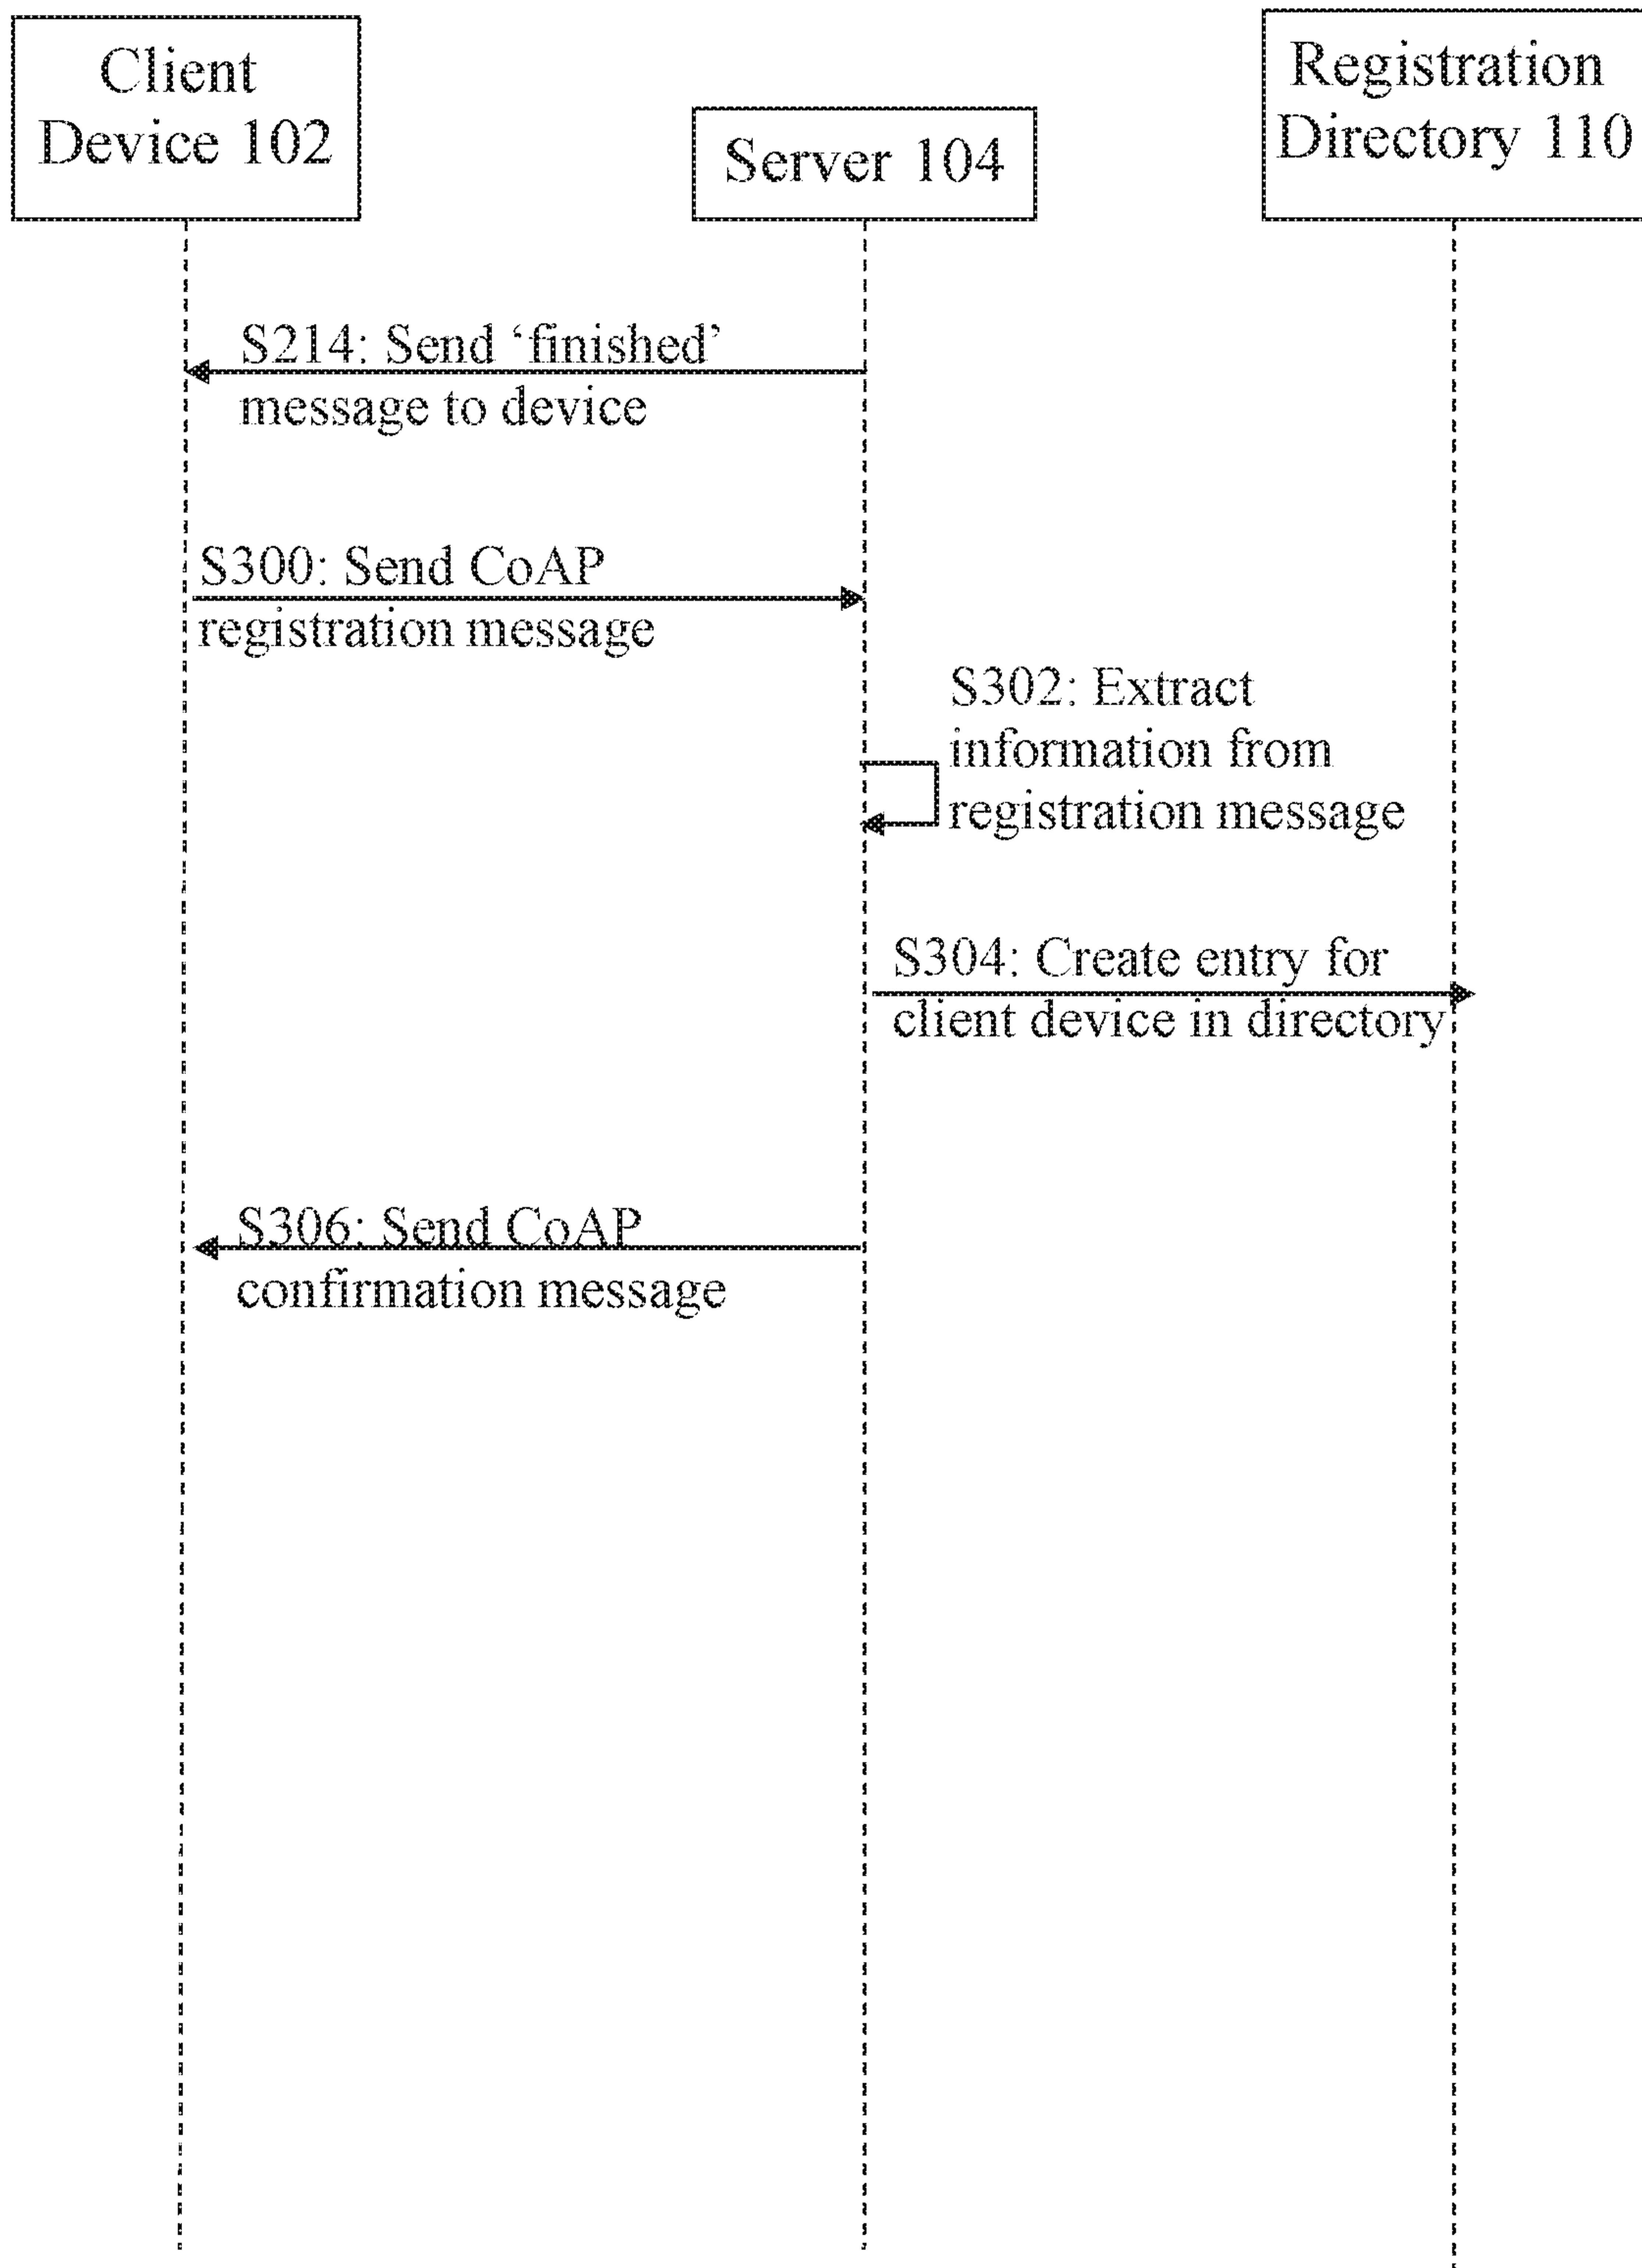 Client
Device 102
Server 104
Registration
Directory 110
S214: Send ‘finished’
message to device
S300: Send CoAP
registration message
S302: Extract
information from
registration message
S304: Create entry for
client device in directory
S306: Send CoAP
confirmation message